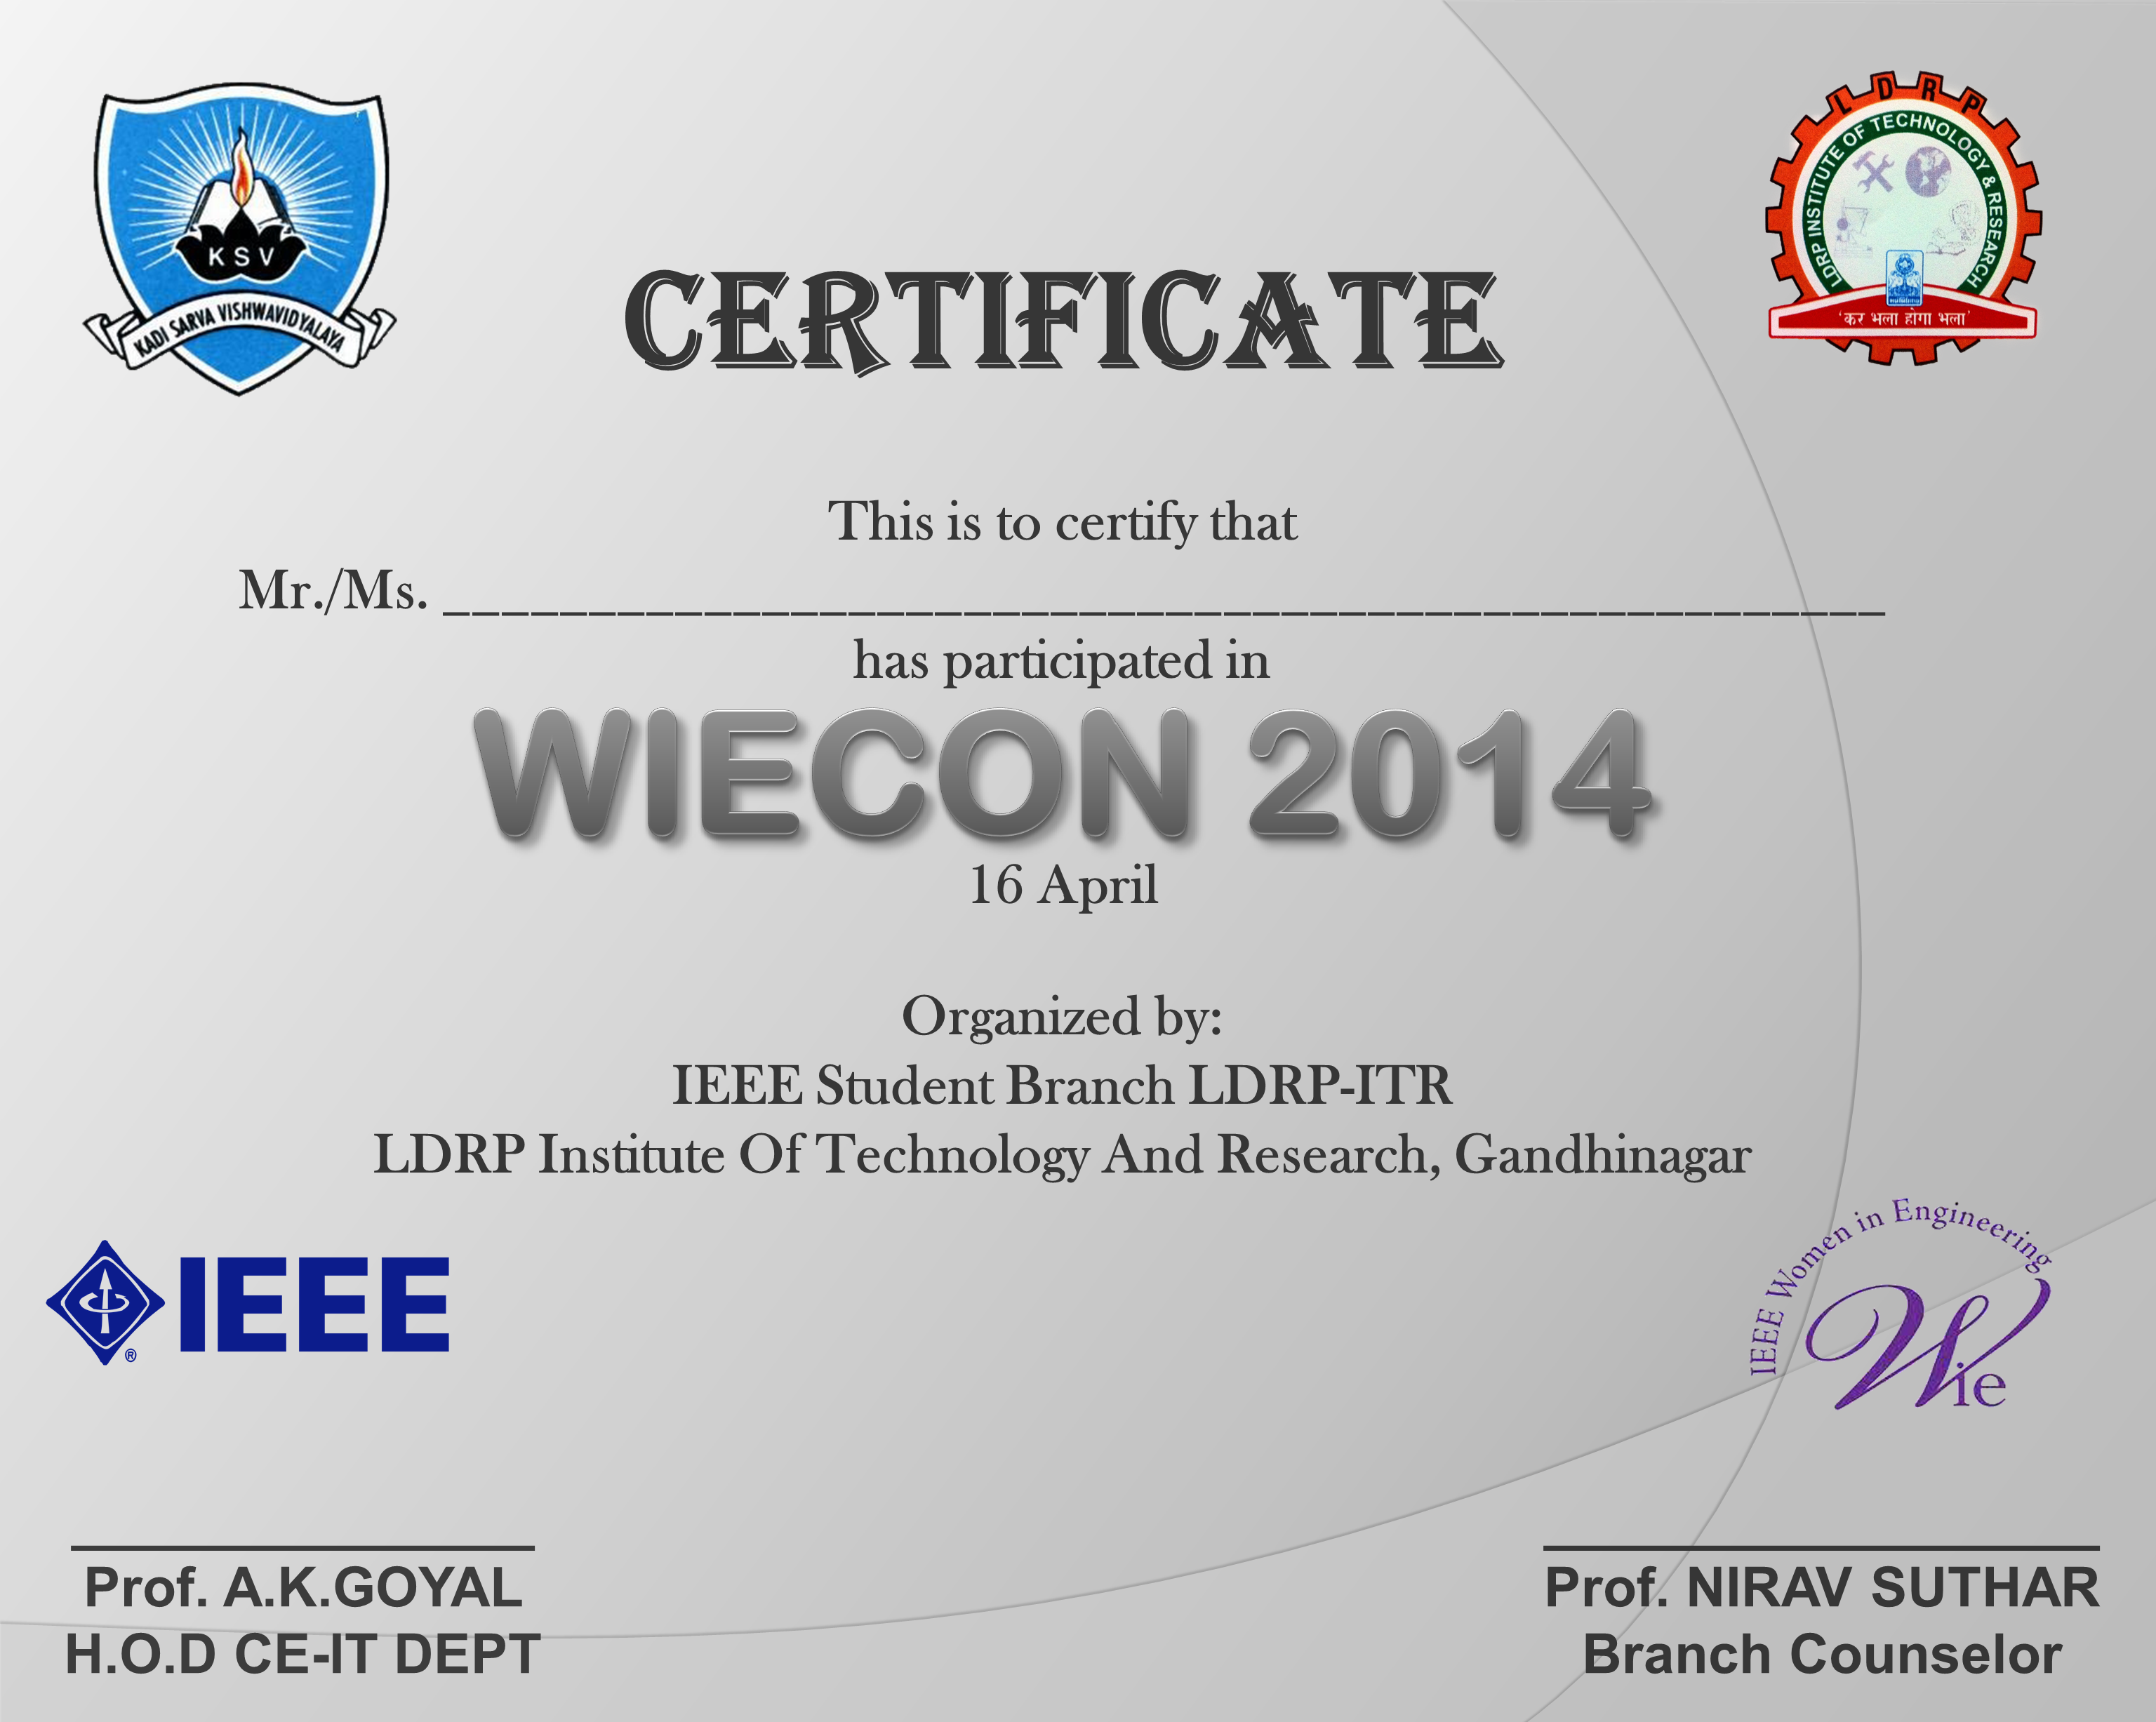 KSV
KADI SARVA VISHWAVIDYALAYA
L D R P
LDRP INSTITUTE OF TECHNOLOGY & RESEARCH
'कर भला होगा भला'
CERTIFICATE
This is to certify that
Mr./Ms. __________________________________________________
has participated in
WIECON 2014
16 April
Organized by:
IEEE Student Branch LDRP-ITR
LDRP Institute Of Technology And Research, Gandhinagar
IEEE
®
IEEE Women in Engineering
Wie
Prof. A.K.GOYAL
H.O.D CE-IT DEPT
Prof. NIRAV SUTHAR
Branch Counselor